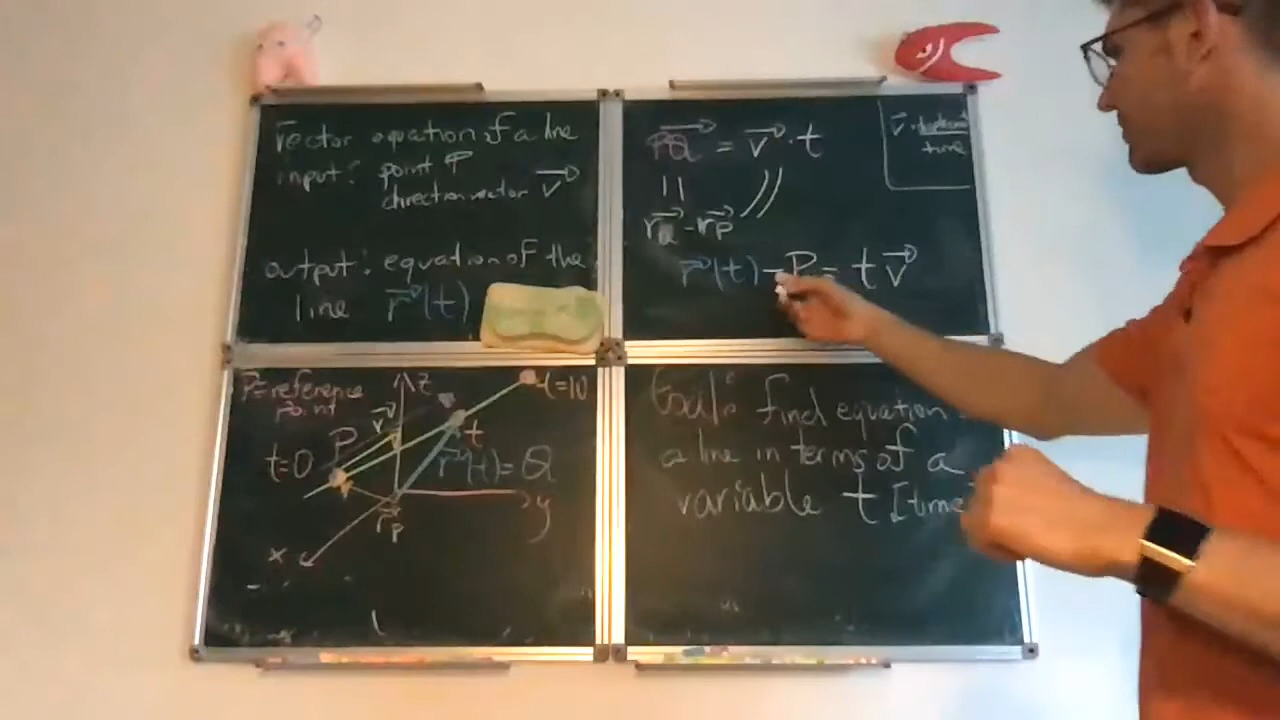 vector equation of a line
input: point P
direction vector v⃗
output: equation of the
line r⃗(t)
PQ⃗ = v⃗·t
||  //
r⃗Q - r⃗P
r⃗(t) - P = t v⃗
v⃗·
time
P=reference
point
z
t=10
v⃗
P
t
t=0
r⃗(t)=Q
r⃗P
y
x
Goal: find equation
a line in terms of a
variable t [time